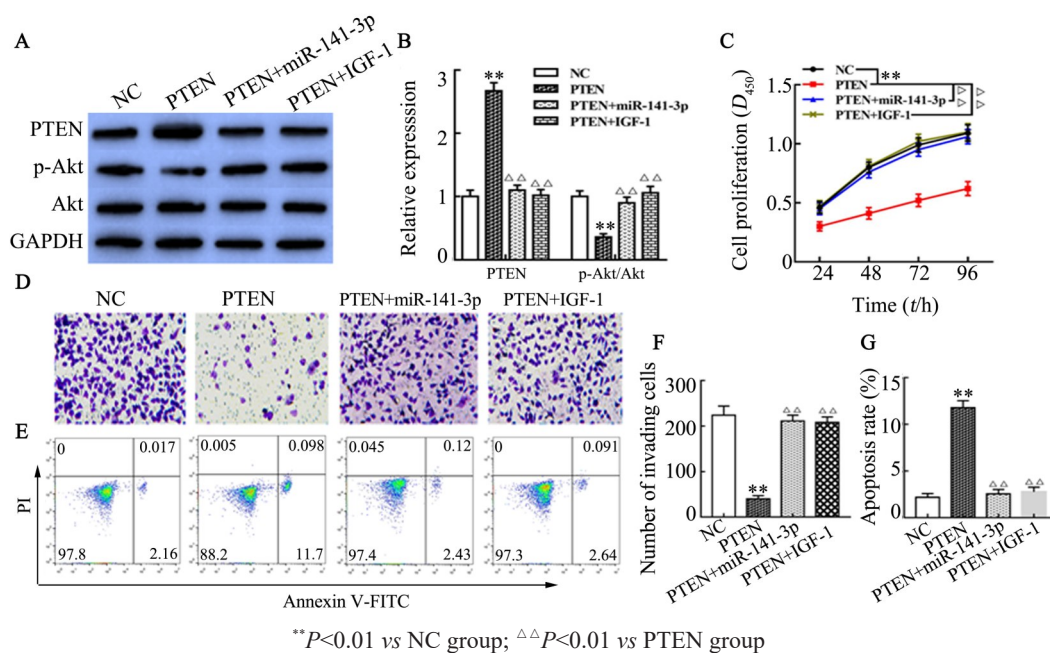 A
NC
PTEN
PTEN+miR-141-3p
PTEN+IGF-1
PTEN
p-Akt
Akt
GAPDH
B
Relative expresssion
3
2
1
0
**
△△
△△
**
△△
△△
NC
PTEN
PTEN+miR-141-3p
PTEN+IGF-1
PTEN
p-Akt/Akt
C
Cell proliferation (D450)
1.5
1.0
0.5
0
NC
PTEN
PTEN+miR-141-3p
PTEN+IGF-1
**
△△
△△
24 48 72 96
Time (t/h)
D
NC
PTEN
PTEN+miR-141-3p
PTEN+IGF-1
E
PI
0 0.017
97.8 2.16
0.005 0.098
88.2 11.7
0.045 0.12
97.4 2.43
0 0.091
97.3 2.64
Annexin V-FITC
F
Number of invading cells
300
200
100
0
**
△△
△△
NC
PTEN
PTEN+miR-141-3p
PTEN+IGF-1
G
Apoptosis rate (%)
15
10
5
0
**
△△
△△
NC
PTEN
PTEN+miR-141-3p
PTEN+IGF-1
**P<0.01 vs NC group; △△P<0.01 vs PTEN group